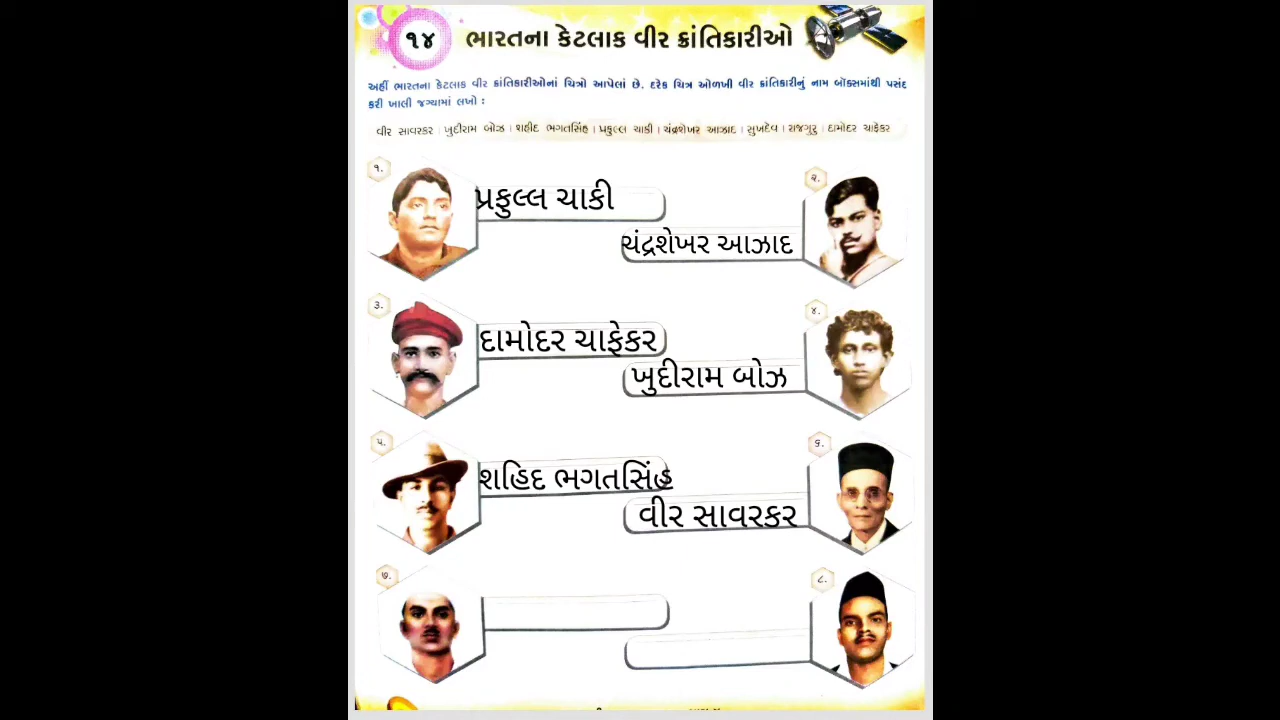 ૧૪ ભારતના કેટલાક વીર ક્રાંતિકારીઓ
અહીં ભારતના કેટલાક વીર ક્રાંતિકારીઓનાં ચિત્રો આપેલાં છે. દરેક ચિત્ર ઓળખી વીર ક્રાંતિકારીનું નામ બૉક્સમાંથી પસંદ
કરી ખાલી જગ્યામાં લખો :
વીર સાવરકર | ખુદીરામ બોઝ | શહીદ ભગતસિંહ | પ્રફુલ્લ ચાકી | ચંદ્રશેખર આઝાદ | સુખદેવ | રાજગુરુ | દામોદર ચાફેકર
૧.
પ્રફુલ્લ ચાકી
૨.
ચંદ્રશેખર આઝાદ
૩.
દામોદર ચાફેકર
૪.
ખુદીરામ બોઝ
૫.
શહિદ ભગતસિંહ
૬.
વીર સાવરકર
૭.
૮.